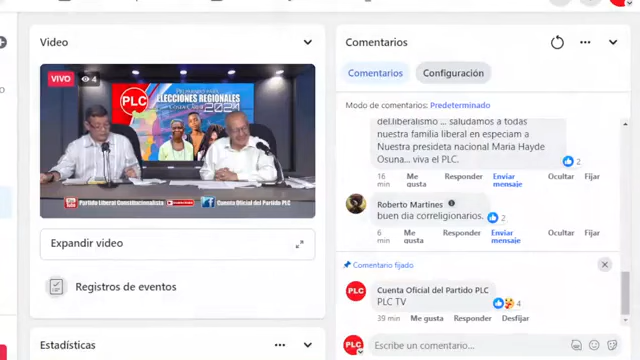 Video
VIVO
4
PLC
ELECCIONES REGIONALES
2024
Partido Liberal Constitucionalista
Cuenta Oficial del Partido PLC
Expandir video
Registros de eventos
Estadísticas
Comentarios
Comentarios
Configuración
Modo de comentarios: Predeterminado
del.liberalismo ... saludamos a todas
nuestra familia liberal en especiam a
Nuestra presideta nacional Maria Hayde
Osuna... viva el PLC.
2
16 min Me gusta Responder Enviar mensaje Ocultar Fijar
Roberto Martines
buen dia correligionarios.
2
6 min Me gusta Responder Enviar mensaje Ocultar Fijar
Comentario fijado
PLC
Cuenta Oficial del Partido PLC
PLC TV
4
39 min Me gusta Responder Desfijar
PLC
Escribe un comentario...